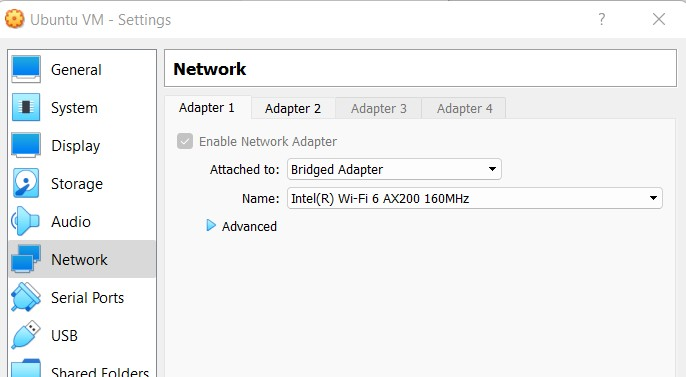 Ubuntu VM - Settings ?
General
System
Display
Storage
Audio
Network
Serial Ports
USB
Shared Folders
Network
Adapter 1 Adapter 2 Adapter 3 Adapter 4
Enable Network Adapter
Attached to: Bridged Adapter
Name: Intel(R) Wi-Fi 6 AX200 160MHz
Advanced